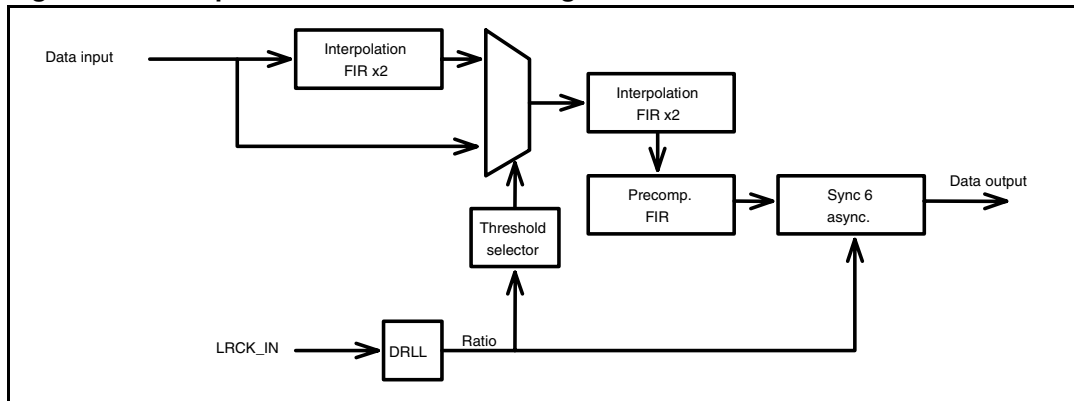 Data input
Interpolation
FIR x2
Interpolation
FIR x2
Precomp.
FIR
Sync 6
async.
Data output
Threshold
selector
LRCK_IN
DRLL
Ratio